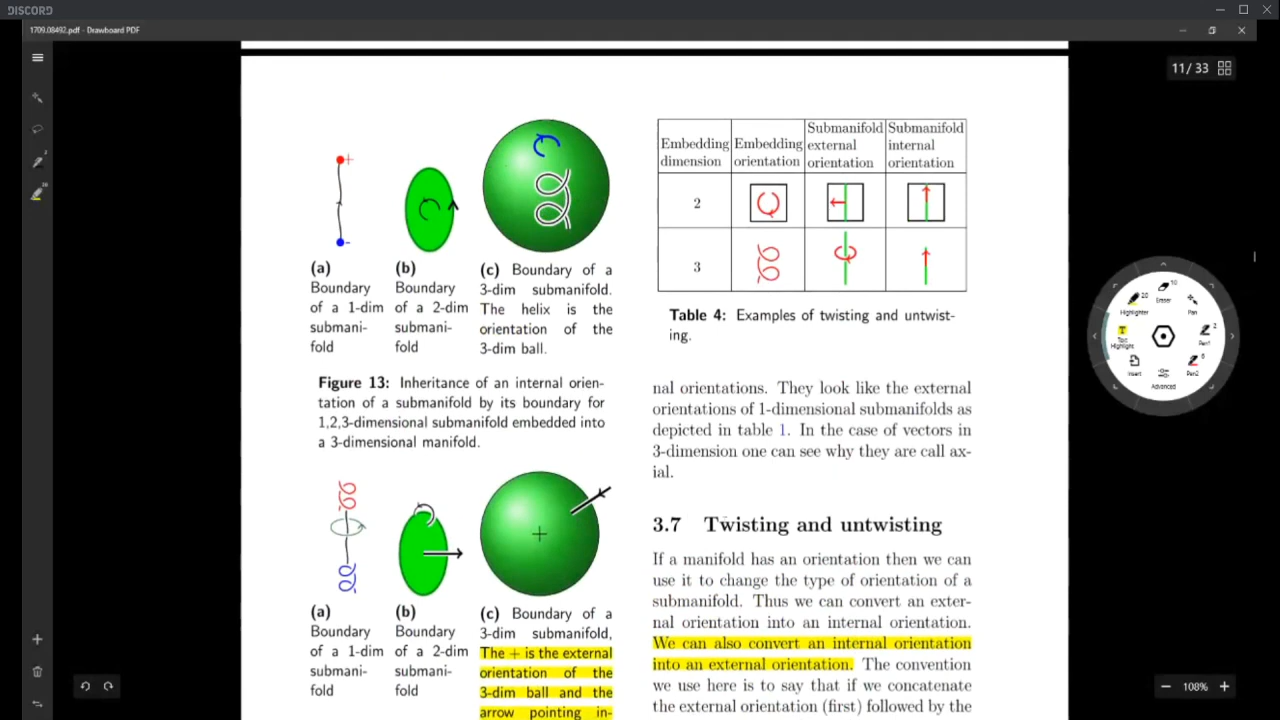 DISCORD
1709.08492.pdf - Drawboard PDF
11 / 33
+
-
(a)
Boundary
of a 1-dim
submani-
fold
(b)
Boundary
of a 2-dim
submani-
fold
(c) Boundary of a
3-dim submanifold.
The helix is the
orientation of the
3-dim ball.
Figure 13: Inheritance of an internal orien-
tation of a submanifold by its boundary for
1,2,3-dimensional submanifold embedded into
a 3-dimensional manifold.
+
(a)
Boundary
of a 1-dim
submani-
fold
(b)
Boundary
of a 2-dim
submani-
fold
(c) Boundary of a
3-dim submanifold,
The + is the external
orientation of the
3-dim ball and the
arrow pointing in-
Embedding dimension
Embedding orientation
Submanifold external orientation
Submanifold internal orientation
2
3
Table 4: Examples of twisting and untwist-
ing.
nal orientations. They look like the external
orientations of 1-dimensional submanifolds as
depicted in table 1. In the case of vectors in
3-dimension one can see why they are call ax-
ial.
3.7 Twisting and untwisting
If a manifold has an orientation then we can
use it to change the type of orientation of a
submanifold. Thus we can convert an exter-
nal orientation into an internal orientation.
We can also convert an internal orientation
into an external orientation. The convention
we use here is to say that if we concatenate
the external orientation (first) followed by the
Highlighter
Eraser
Pan
Text Highlight
Pen1
Insert
Pen2
Advanced
108%